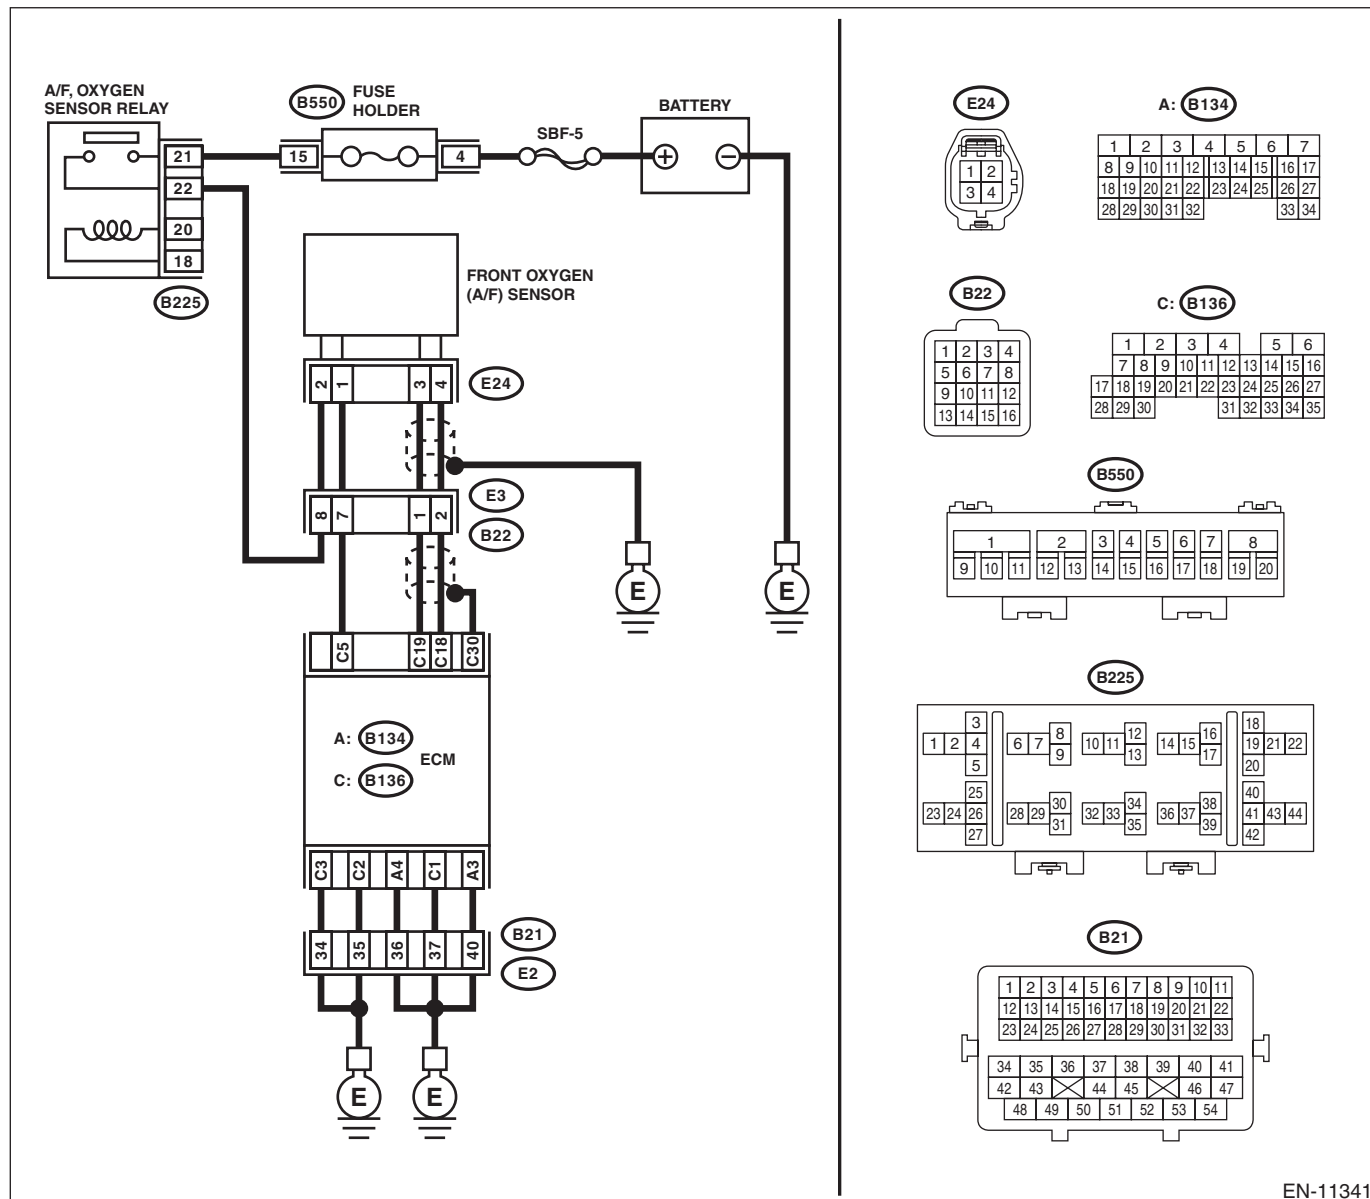 A/F, OXYGEN
SENSOR RELAY
B550
FUSE
HOLDER
BATTERY
SBF-5
21
15
4
22
20
18
B225
FRONT OXYGEN
(A/F) SENSOR
2 1 3 4
E24
E3
8 7 1 2
B22
E
E
C5 C19 C18 C30
A: B134
ECM
C: B136
C3 C2 A4 C1 A3
B21
34 35 36 37 40
E2
E
E
E24
1 2
3 4
A: B134
1 2 3 4 5 6 7
8 9 10 11 12 13 14 15 16 17
18 19 20 21 22 23 24 25 26 27
28 29 30 31 32 33 34
B22
1 2 3 4
5 6 7 8
9 10 11 12
13 14 15 16
C: B136
1 2 3 4 5 6
7 8 9 10 11 12 13 14 15 16
17 18 19 20 21 22 23 24 25 26 27
28 29 30 31 32 33 34 35
B550
1 2 3 4 5 6 7 8
9 10 11 12 13 14 15 16 17 18 19 20
B225
3 8 12 16 18
1 2 4 6 7 10 11 14 15 19 21 22
9 13 17
5 20
25 30 34 38 40
23 24 26 28 29 32 33 36 37 41 43 44
31 35 39
27 42
B21
1 2 3 4 5 6 7 8 9 10 11
12 13 14 15 16 17 18 19 20 21 22
23 24 25 26 27 28 29 30 31 32 33
34 35 36 37 38 39 40 41
42 43 44 45 46 47
48 49 50 51 52 53 54
EN-11341